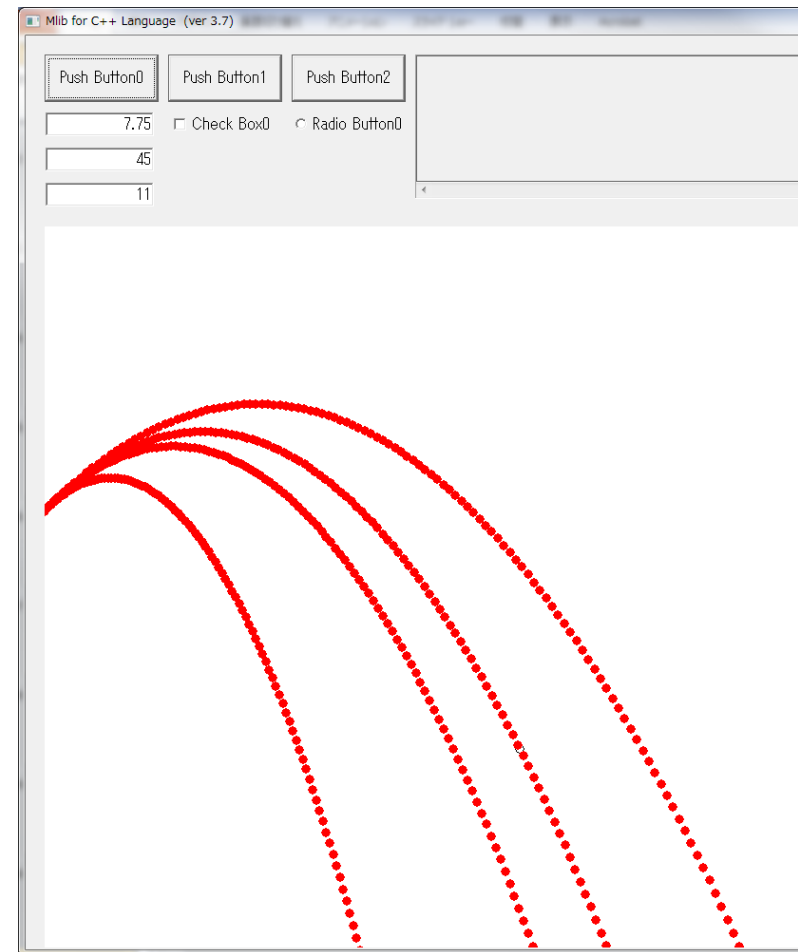 Mlib for C++ Language (ver 3.7)
Push Button0 Push Button1 Push Button2
7.75 Check Box0 Radio Button0
45
11